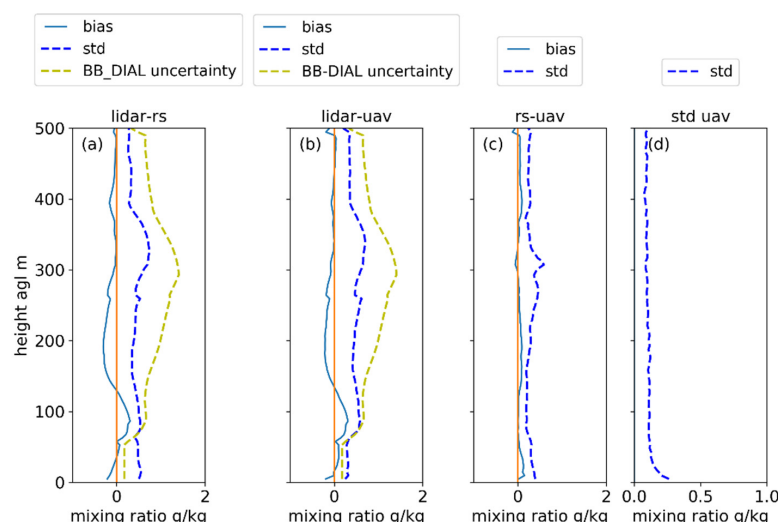 bias
std
BB_DIAL uncertainty
bias
std
BB-DIAL uncertainty
bias
std
std
lidar-rs
lidar-uav
rs-uav
std uav
(a)
(b)
(c)
(d)
500
400
300
200
100
0
height agl m
0 2
0 2
0 2
0.0 0.5 1.0
mixing ratio g/kg
mixing ratio g/kg
mixing ratio g/kg
mixing ratio g/kg